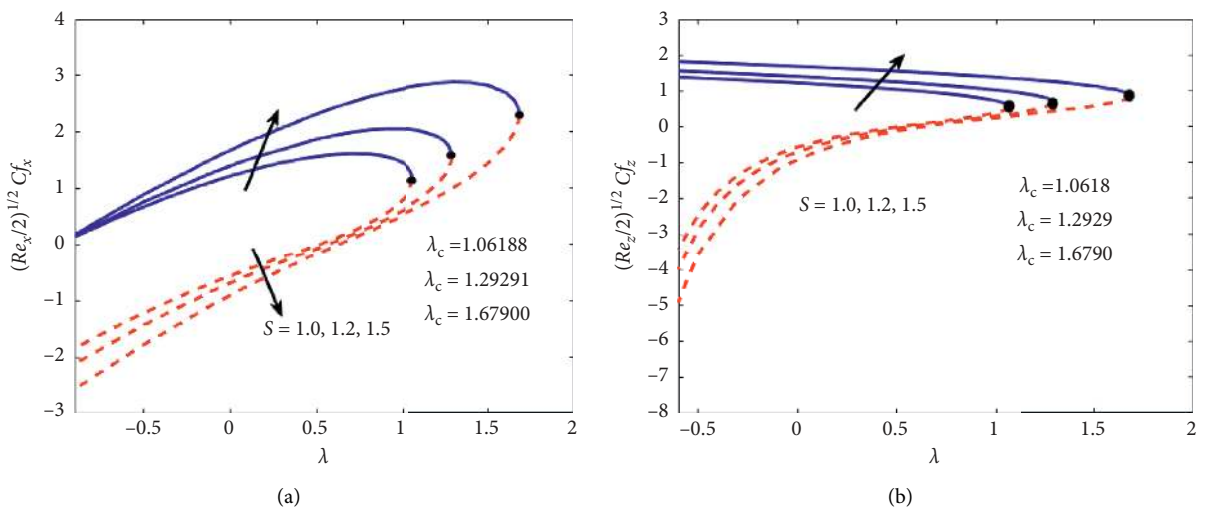 4
3
2
1
0
–1
–2
–3
(Re_x/2)^{1/2} Cf_x
λ_c =1.06188
λ_c = 1.29291
λ_c = 1.67900
S = 1.0, 1.2, 1.5
–0.5 0 0.5 1 1.5 2
λ
(a)
3
2
1
0
–1
–2
–3
–4
–5
–6
–7
–8
(Re_z/2)^{1/2} Cf_z
λ_c =1.0618
S = 1.0, 1.2, 1.5
λ_c = 1.2929
λ_c = 1.6790
–0.5 0 0.5 1 1.5 2
λ
(b)